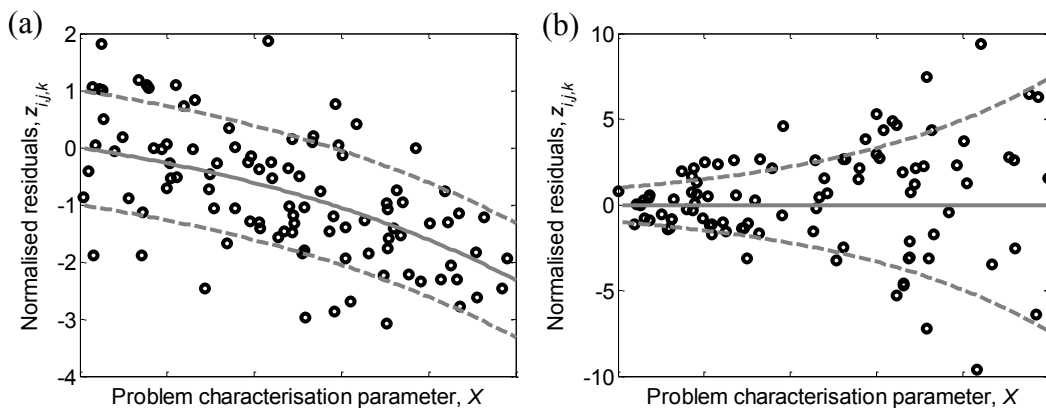 (a)
Normalised residuals, z_{i,j,k}
2
1
0
-1
-2
-3
-4
Problem characterisation parameter, X
(b)
Normalised residuals, z_{i,j,k}
10
5
0
-5
-10
Problem characterisation parameter, X